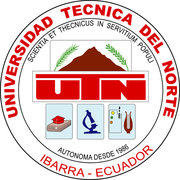 UNIVERSIDAD TECNICA DEL NORTE
SCIENTIA ET THECNICUS IN SERVITIUM POPULI
UTN
AUTONOMA DESDE 1986
IBARRA - ECUADOR